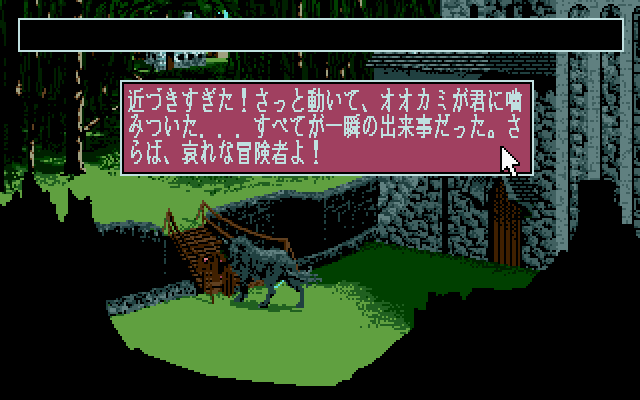 近づきすぎた！さっと動いて、オオカミが君に噛
みついた．．．すべてが一瞬の出来事だった。さ
らば、哀れな冒険者よ！